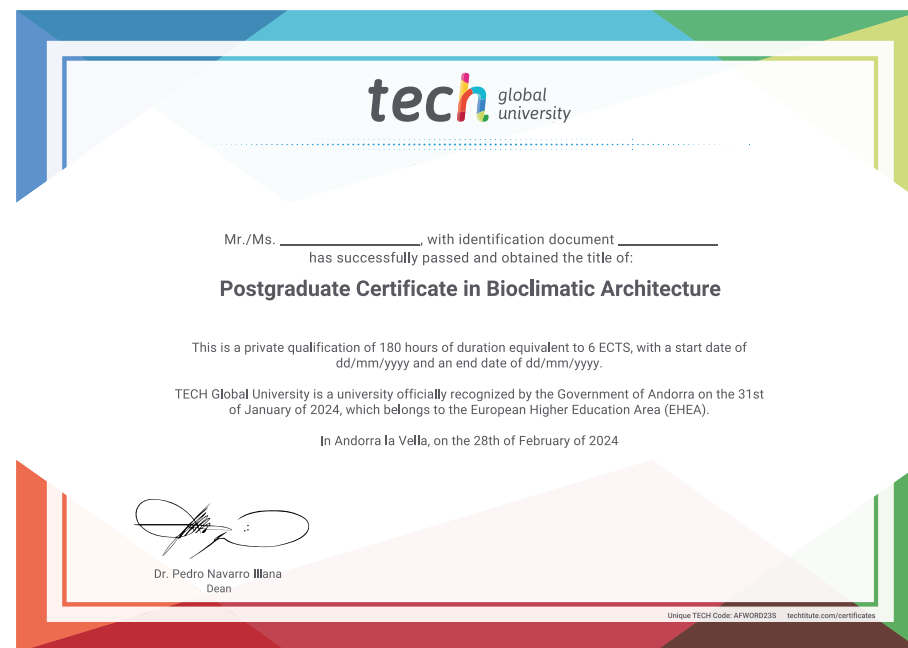 tech global
university
Mr./Ms. ____________, with identification document ____________
has successfully passed and obtained the title of:
Postgraduate Certificate in Bioclimatic Architecture
This is a private qualification of 180 hours of duration equivalent to 6 ECTS, with a start date of
dd/mm/yyyy and an end date of dd/mm/yyyy.
TECH Global University is a university officially recognized by the Government of Andorra on the 31st
of January of 2024, which belongs to the European Higher Education Area (EHEA).
In Andorra la Vella, on the 28th of February of 2024
Dr. Pedro Navarro Illana
Dean
Unique TECH Code: AFWORD23S techtitute.com/certificates